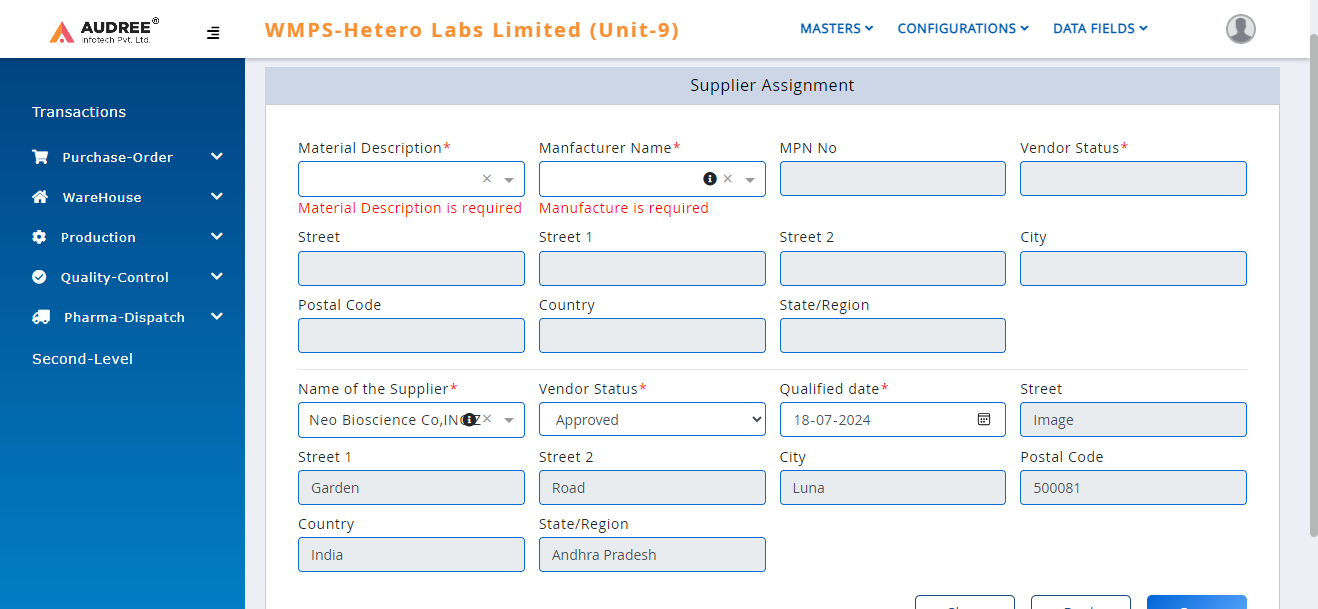 AUDREE®
Infotech Pvt. Ltd.
WMPS-Hetero Labs Limited (Unit-9)
MASTERS
CONFIGURATIONS
DATA FIELDS
Transactions
Purchase-Order
WareHouse
Production
Quality-Control
Pharma-Dispatch
Second-Level
Supplier Assignment
Material Description*
Manfacturer Name*
MPN No
Vendor Status*
Material Description is required
Manufacture is required
Street
Street 1
Street 2
City
Postal Code
Country
State/Region
Name of the Supplier*
Vendor Status*
Qualified date*
Street
Neo Bioscience Co,INC
Approved
18-07-2024
Image
Street 1
Street 2
City
Postal Code
Garden
Road
Luna
500081
Country
State/Region
India
Andhra Pradesh